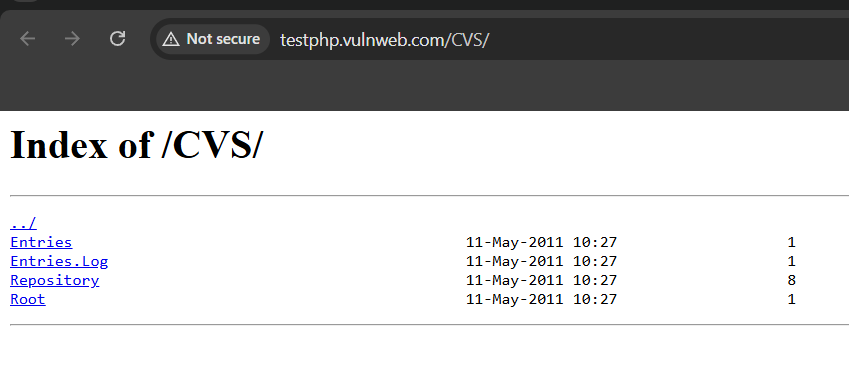 Not secure testphp.vulnweb.com/CVS/
Index of /CVS/
../
Entries 11-May-2011 10:27 1
Entries.Log 11-May-2011 10:27 1
Repository 11-May-2011 10:27 8
Root 11-May-2011 10:27 1